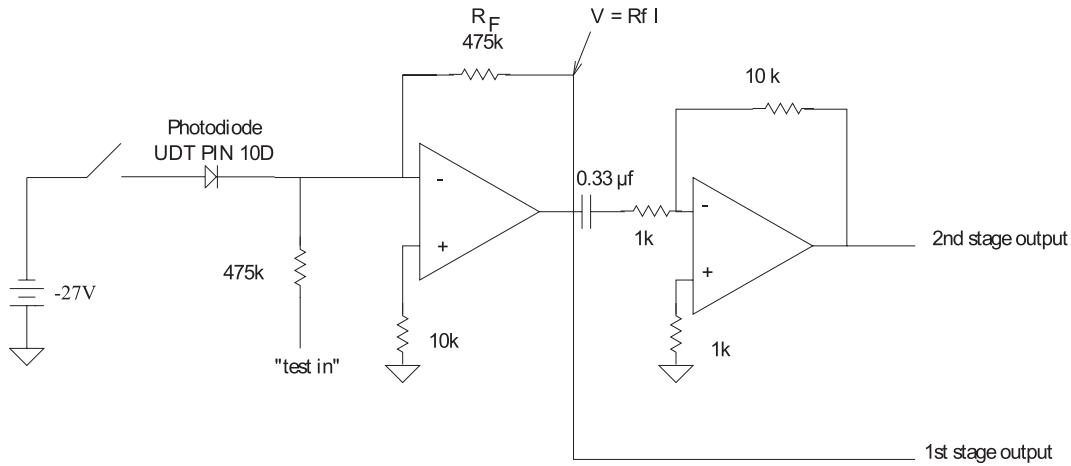 R_F
475k
V = Rf I
10 k
Photodiode
UDT PIN 10D
-
0.33 µf
-
+
1k
2nd stage output
475k
+
-27V
10k
1k
"test in"
1st stage output